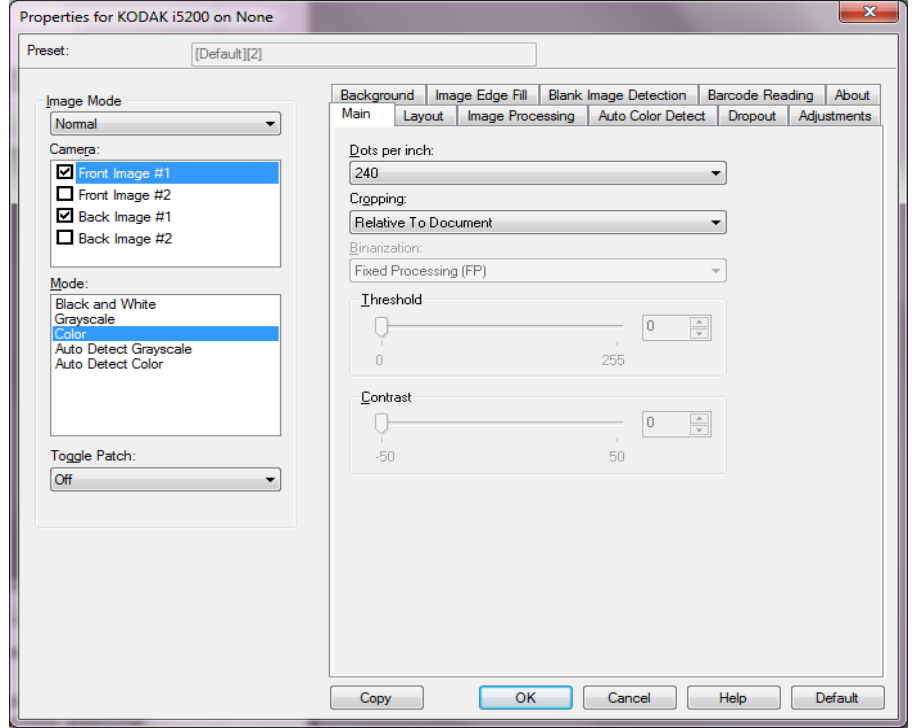 Properties for KODAK i5200 on None
Preset:
[Default][2]
Image Mode
Normal
Camera:
Front Image #1
Front Image #2
Back Image #1
Back Image #2
Mode:
Black and White
Grayscale
Color
Auto Detect Grayscale
Auto Detect Color
Toggle Patch:
Off
Background Image Edge Fill Blank Image Detection Barcode Reading About
Main Layout Image Processing Auto Color Detect Dropout Adjustments
Dots per inch:
240
Cropping:
Relative To Document
Binarization:
Fixed Processing (FP)
Threshold
0
0 255
Contrast
0
-50 50
Copy OK Cancel Help Default